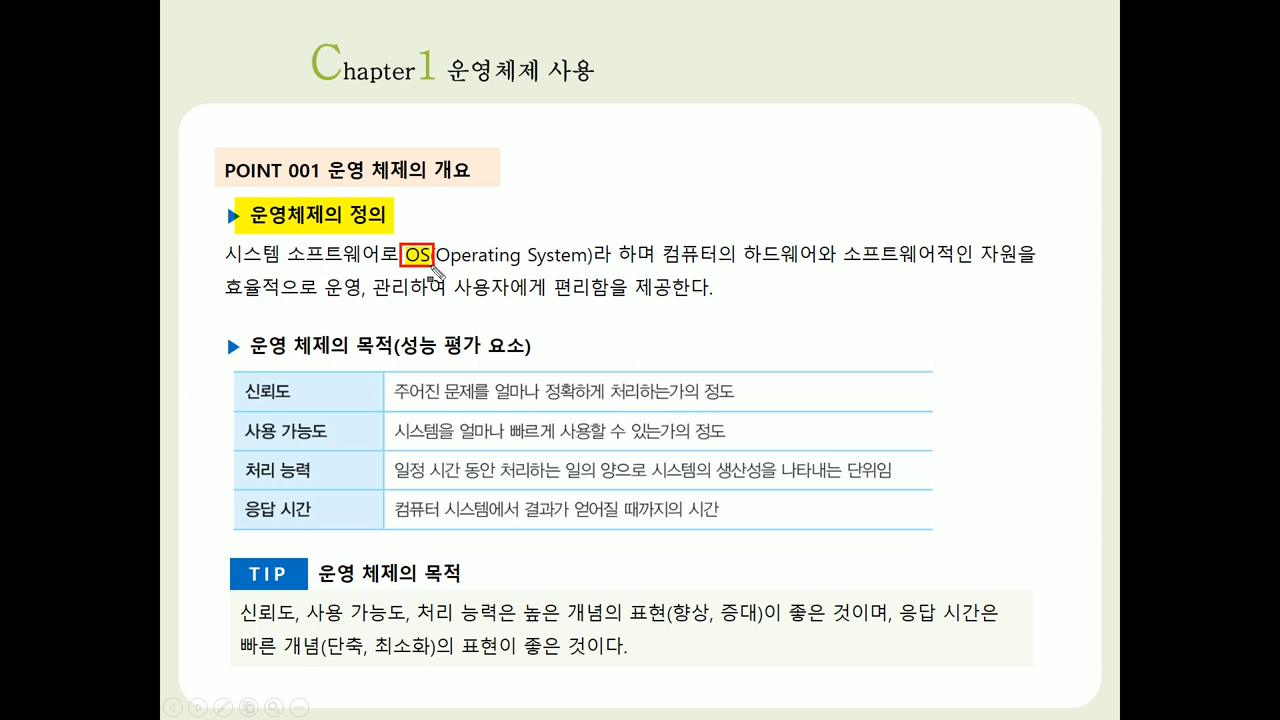 Chapter1 운영체제 사용
POINT 001 운영 체제의 개요
▶ 운영체제의 정의
시스템 소프트웨어로 OS(Operating System)라 하며 컴퓨터의 하드웨어와 소프트웨어적인 자원을
효율적으로 운영, 관리하여 사용자에게 편리함을 제공한다.
▶ 운영 체제의 목적(성능 평가 요소)
신뢰도 주어진 문제를 얼마나 정확하게 처리하는가의 정도
사용 가능도 시스템을 얼마나 빠르게 사용할 수 있는가의 정도
처리 능력 일정 시간 동안 처리하는 일의 양으로 시스템의 생산성을 나타내는 단위임
응답 시간 컴퓨터 시스템에서 결과가 얻어질 때까지의 시간
TIP 운영 체제의 목적
신뢰도, 사용 가능도, 처리 능력은 높은 개념의 표현(향상, 증대)이 좋은 것이며, 응답 시간은
빠른 개념(단축, 최소화)의 표현이 좋은 것이다.